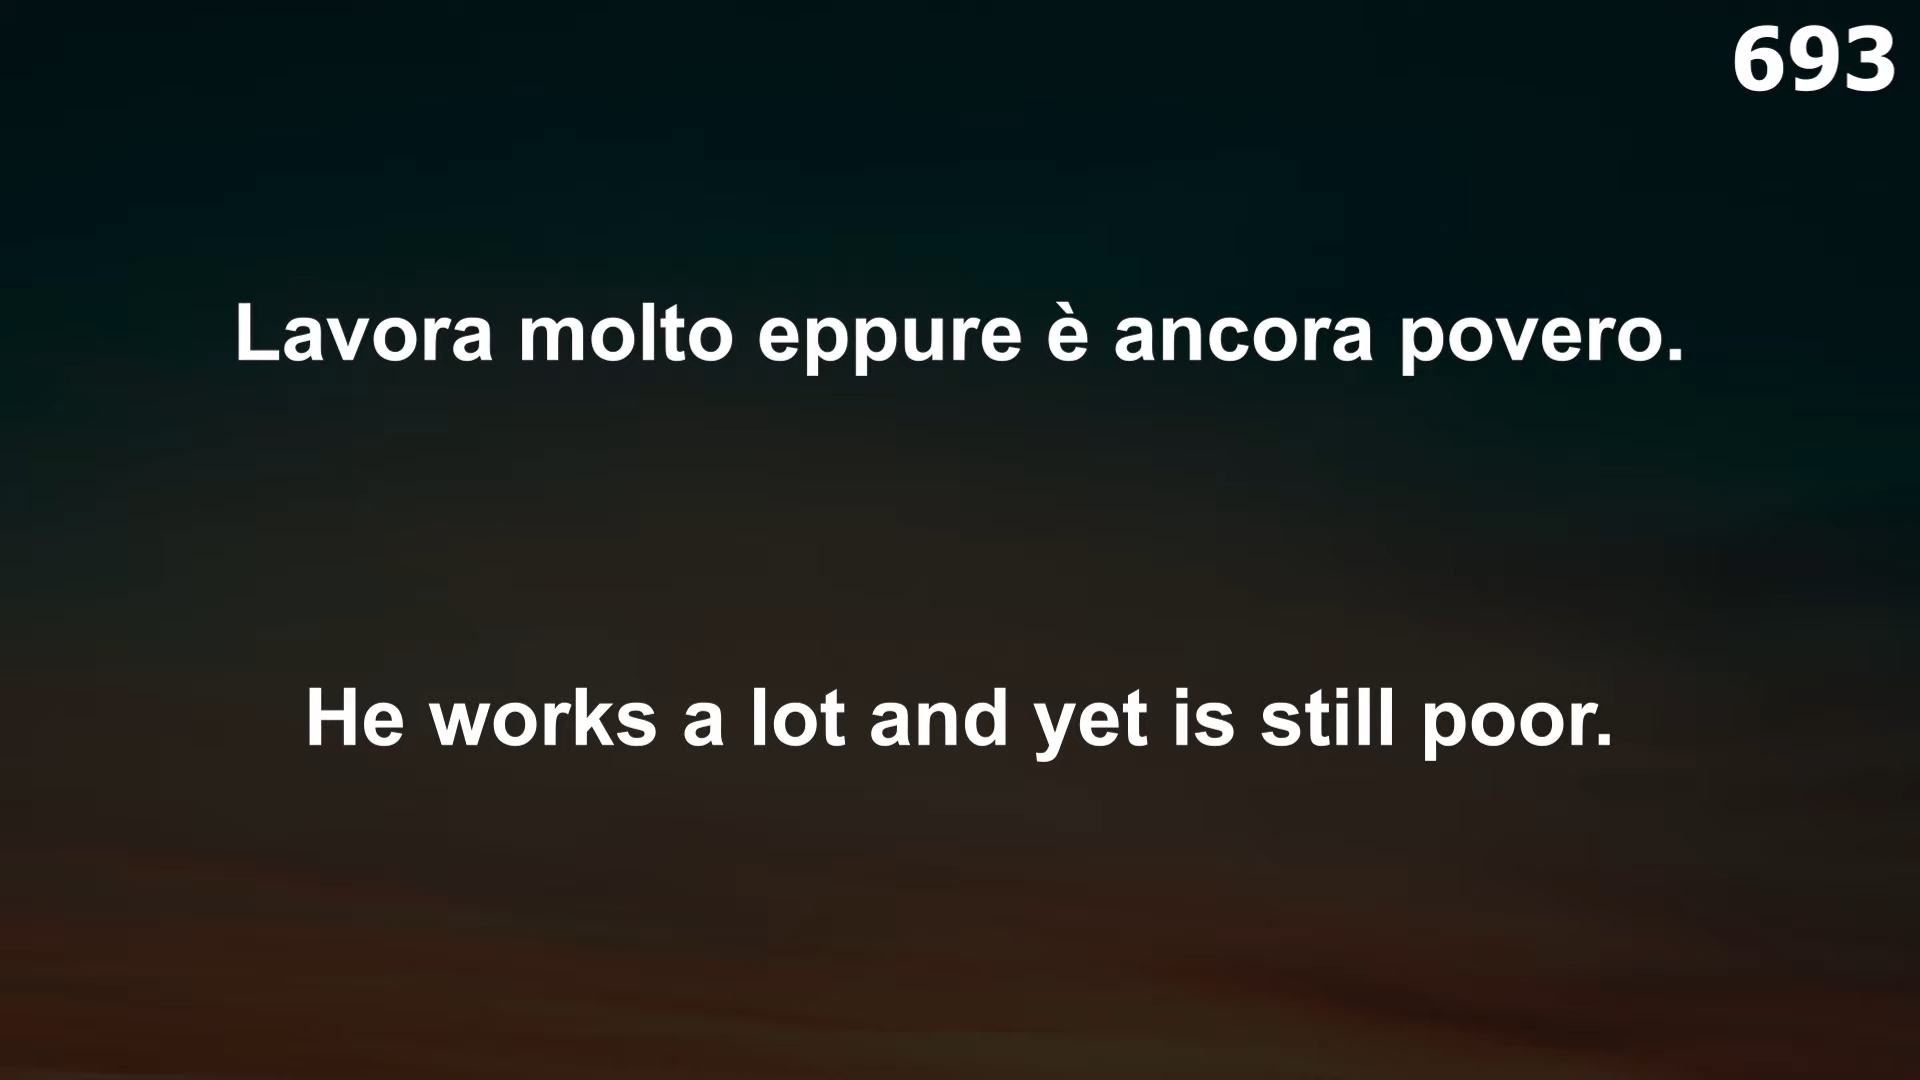 693
Lavora molto eppure è ancora povero.
He works a lot and yet is still poor.